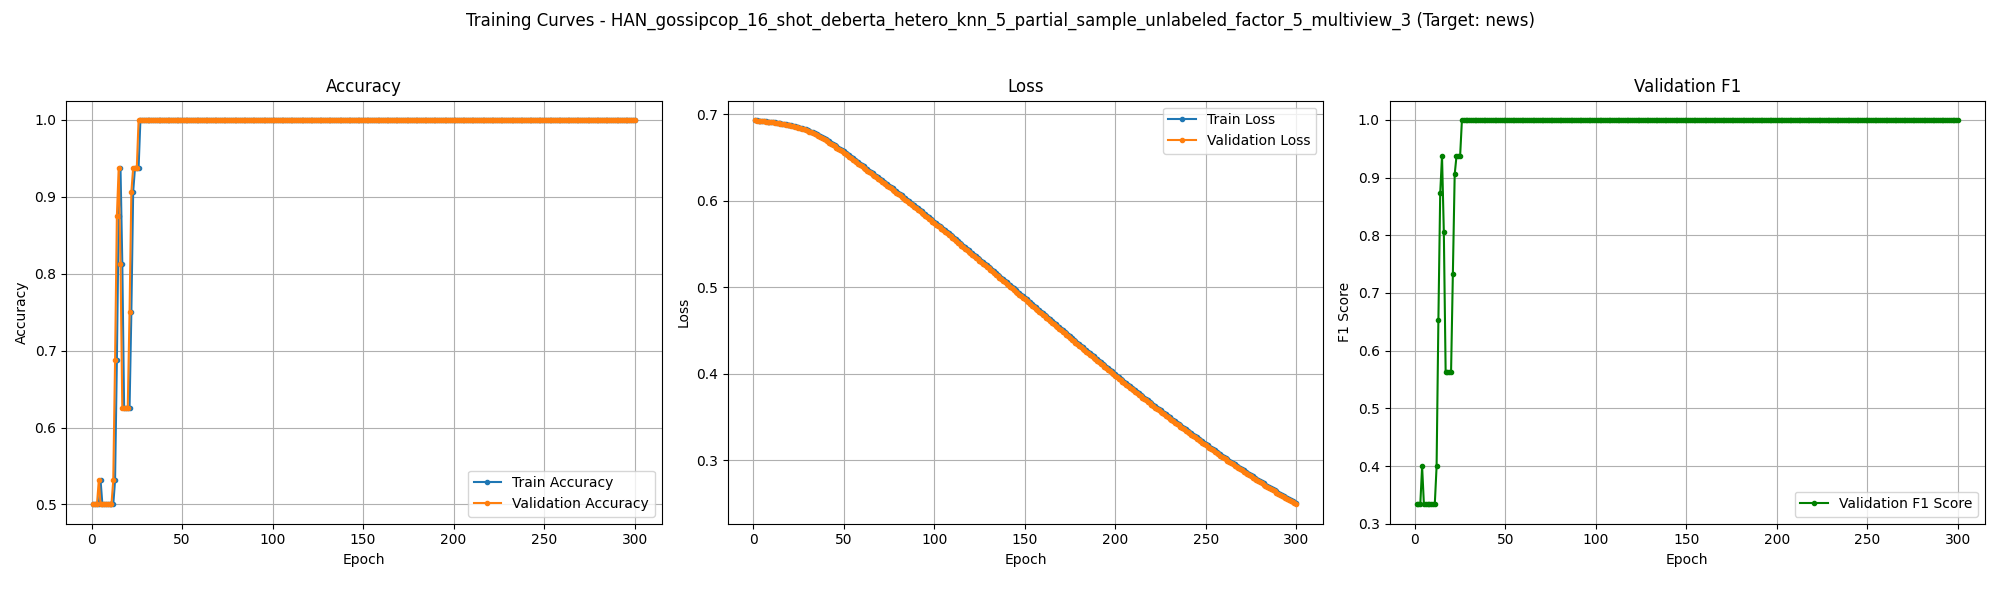 Training Curves - HAN_gossipcop_16_shot_deberta_hetero_knn_5_partial_sample_unlabeled_factor_5_multiview_3 (Target: news)
Accuracy
1.0
0.9
0.8
0.7
0.6
0.5
Accuracy
0 50 100 150 200 250 300
Epoch
Train Accuracy
Validation Accuracy
Loss
0.7
0.6
0.5
0.4
0.3
Loss
0 50 100 150 200 250 300
Epoch
Train Loss
Validation Loss
Validation F1
1.0
0.9
0.8
0.7
0.6
0.5
0.4
0.3
F1 Score
0 50 100 150 200 250 300
Epoch
Validation F1 Score